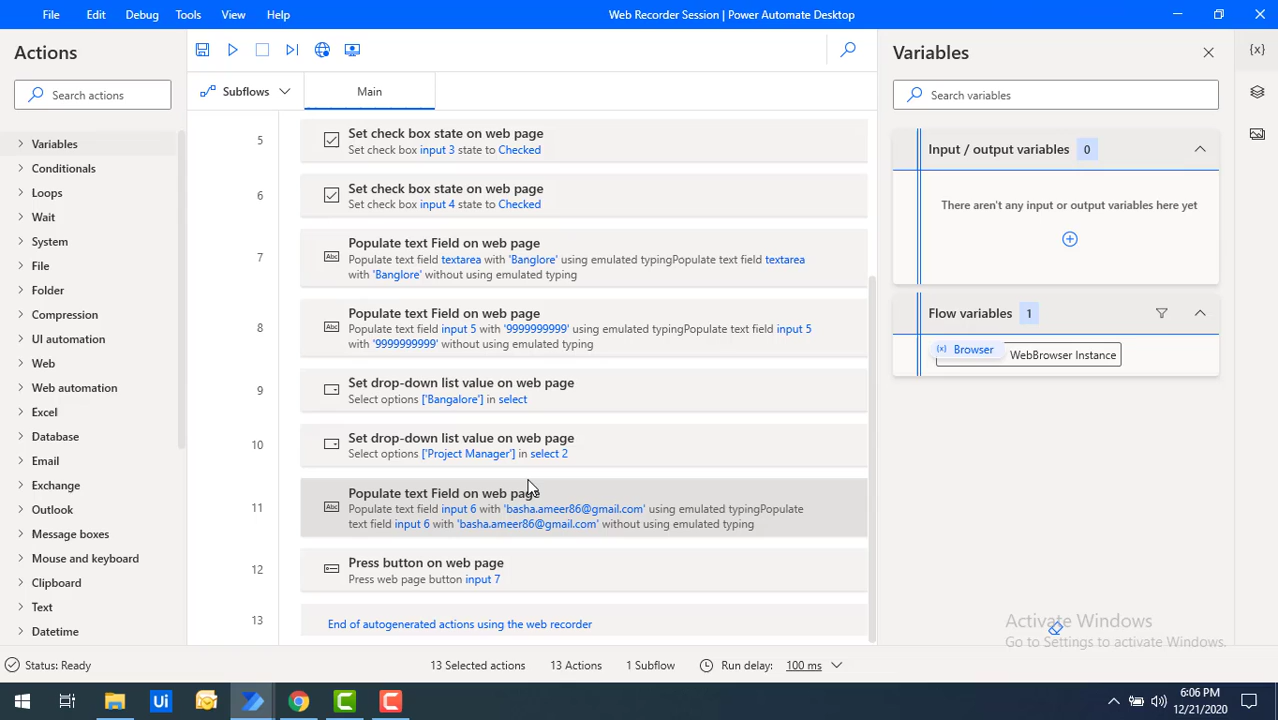 File Edit Debug Tools View Help Web Recorder Session | Power Automate Desktop
Actions
Search actions
Variables
Conditionals
Loops
Wait
System
File
Folder
Computer
UI automation
Web
Web automation
Excel
Database
Email
Exchange
Outlook
Message boxes
Mouse and keyboard
Clipboard
Text
Datetime
Subflows Main
5 Set check box state on web page
Set check box input 3 state to Checked
6 Set check box state on web page
Set check box input 4 state to Checked
7 Populate text Field on web page
Populate text field textarea with 'Banglore' using emulated typingPopulate text field textarea
with 'Banglore' without using emulated typing
8 Populate text Field on web page
Populate text field input 5 with '9999999999' using emulated typingPopulate text field input 5
with '9999999999' without using emulated typing
9 Set drop-down list value on web page
Select options ['Bangalore'] in select
10 Set drop-down list value on web page
Select options ['Project Manager'] in select 2
11 Populate text Field on web page
Populate text field input 6 with 'basha.ameer86@gmail.com' using emulated typingPopulate
text field input 6 with 'basha.ameer86@gmail.com' without using emulated typing
12 Press button on web page
Press web page button input 7
13 End of autogenerated actions using the web recorder
Variables
{x}
Search variables
Input / output variables 0
There aren't any input or output variables here yet
Flow variables 1
(x) Browser WebBrowser Instance
Activate Windows
Go to Settings to activate Windows.
Status: Ready 13 Selected actions 13 Actions 1 Subflow Run delay: 100 ms
Ui
C
C
6:06 PM
12/21/2020